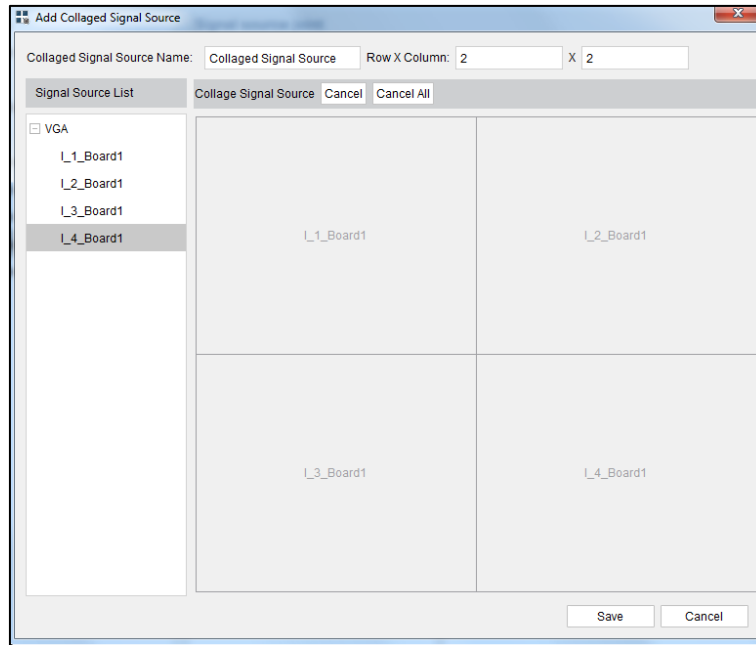 Add Collaged Signal Source
Collaged Signal Source Name: Collaged Signal Source Row X Column: 2 X 2
Signal Source List
Collage Signal Source Cancel Cancel All
VGA
I_1_Board1
I_2_Board1
I_3_Board1
I_4_Board1
I_1_Board1
I_2_Board1
I_3_Board1
I_4_Board1
Save Cancel